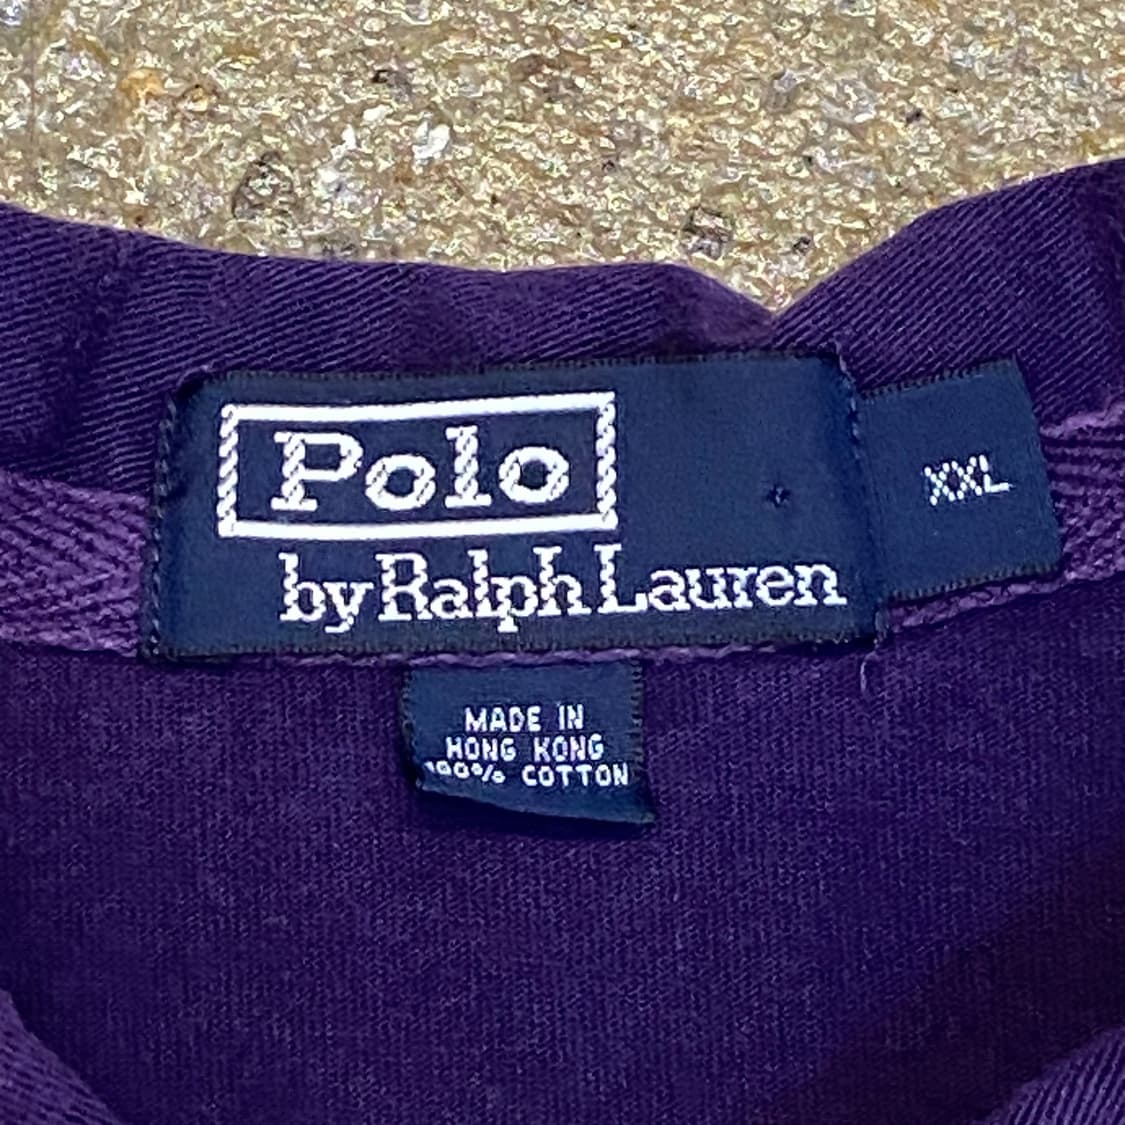 Polo
by Ralph Lauren
XXL
MADE IN
HONG KONG
100% COTTON